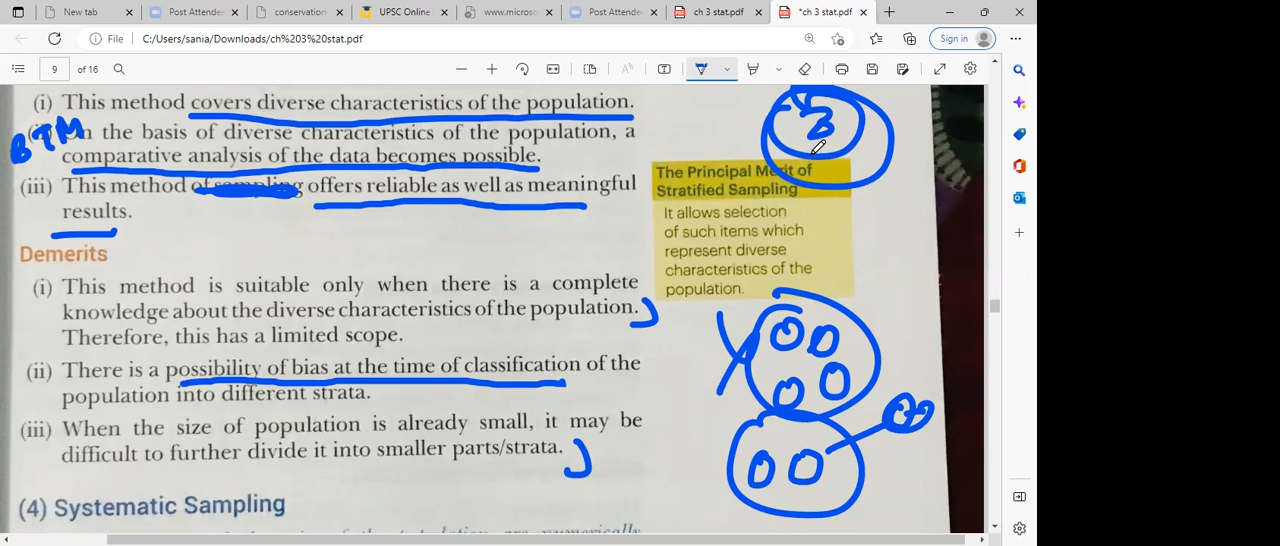 New tab
Post Attende
conservation
UPSC Online
www.microso
Post Attende
ch 3 stat.pdf
*ch 3 stat.pdf
File C:/Users/sania/Downloads/ch%203%20stat.pdf
Sign in
9 of 16
(i) This method covers diverse characteristics of the population.
BTM
On the basis of diverse characteristics of the population, a
comparative analysis of the data becomes possible.
(iii) This method of sampling offers reliable as well as meaningful
results.
Demerits
(i) This method is suitable only when there is a complete
knowledge about the diverse characteristics of the population.
Therefore, this has a limited scope.
(ii) There is a possibility of bias at the time of classification of the
population into different strata.
(iii) When the size of population is already small, it may be
difficult to further divide it into smaller parts/strata.
(4) Systematic Sampling
The Principal Merit of
Stratified Sampling
It allows selection
of such items which
represent diverse
characteristics of the
population.